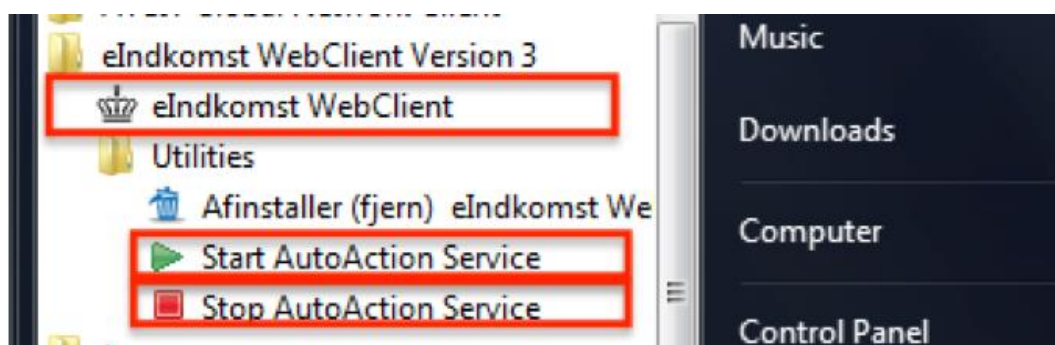 eIndkomst WebClient Version 3
eIndkomst WebClient
Utilities
Afinstaller (fjern) eIndkomst We
Start AutoAction Service
Stop AutoAction Service
Music
Downloads
Computer
Control Panel